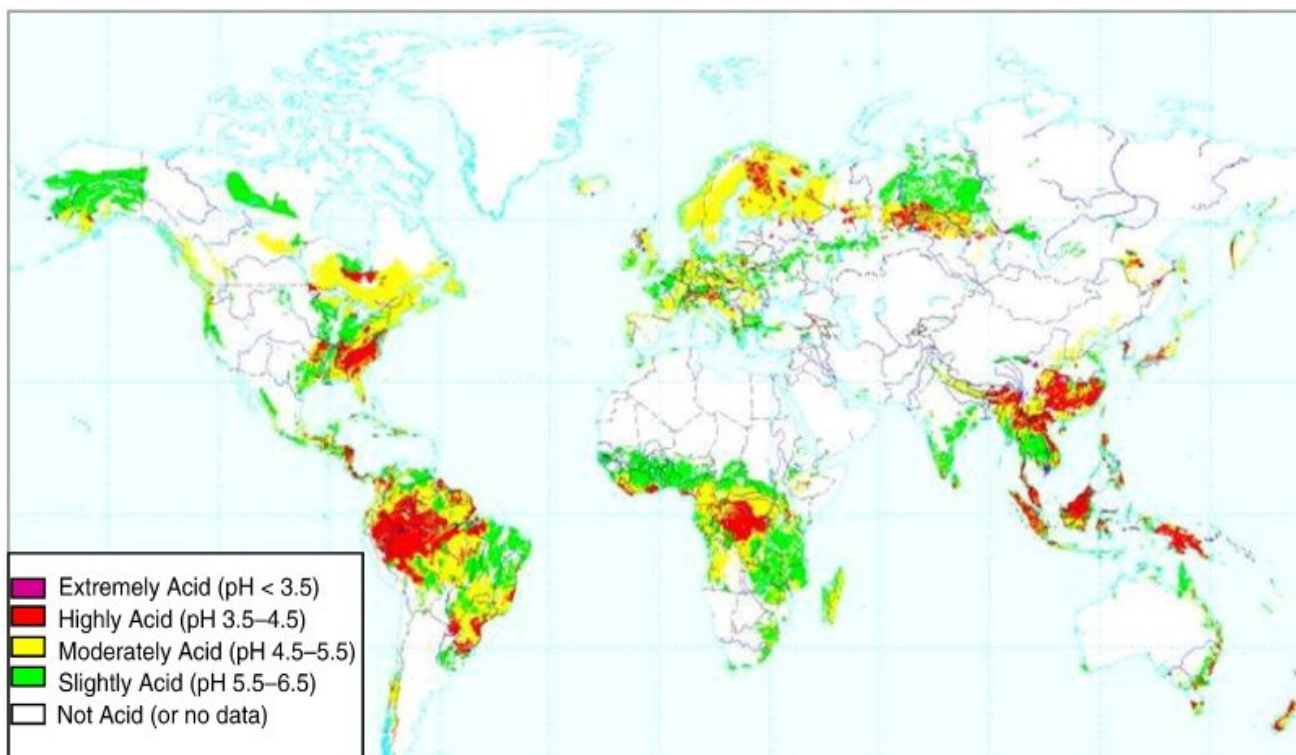 Extremely Acid (pH < 3.5)
Highly Acid (pH 3.5–4.5)
Moderately Acid (pH 4.5–5.5)
Slightly Acid (pH 5.5–6.5)
Not Acid (or no data)